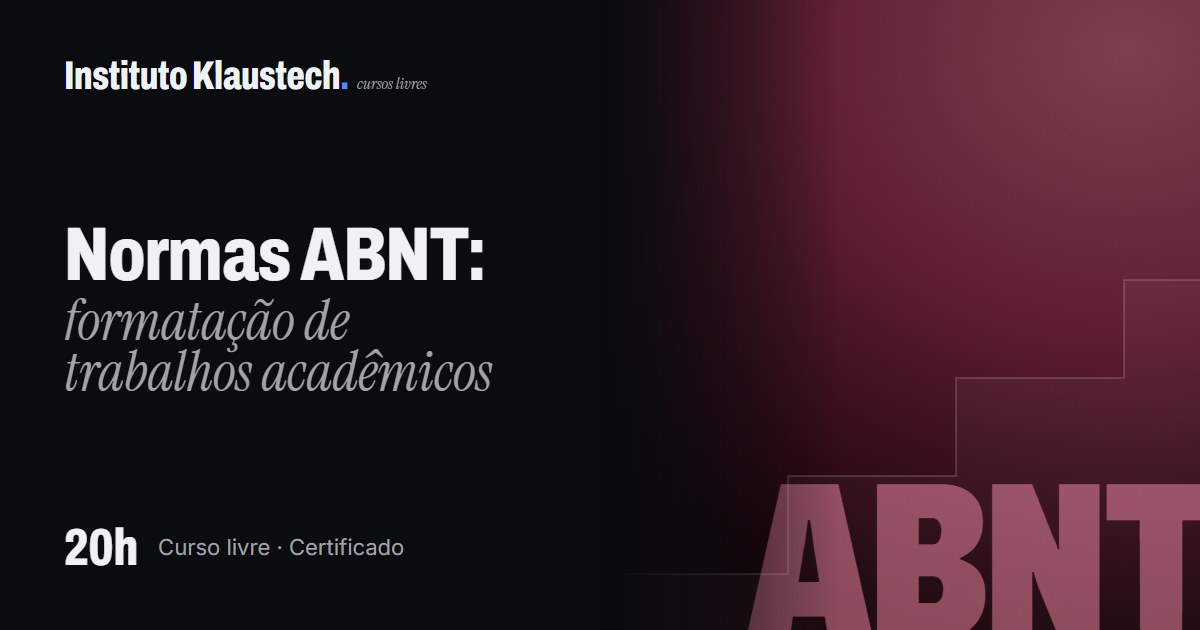 Instituto Klaustech. cursos livres
Normas ABNT:
formatação de
trabalhos acadêmicos
20h Curso livre · Certificado
ABNT